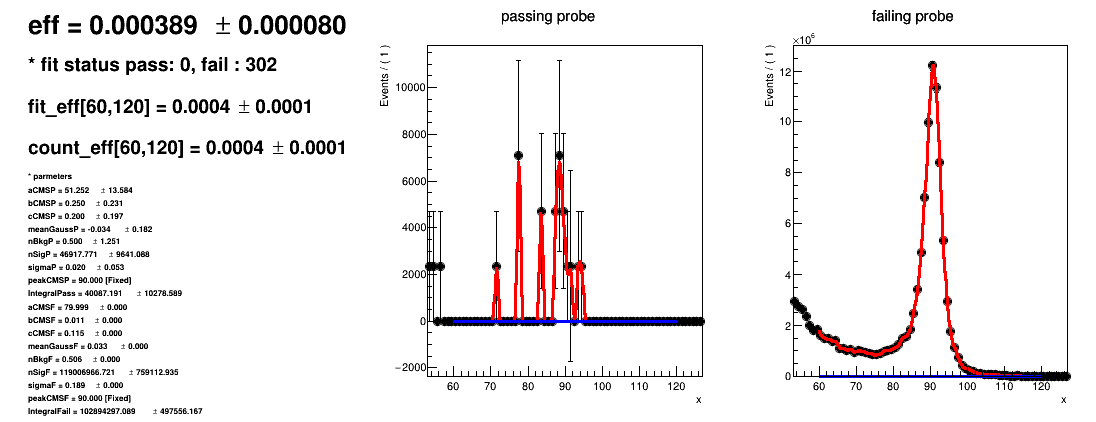 eff = 0.000389 ± 0.000080
* fit status pass: 0, fail : 302
fit_eff[60,120] = 0.0004 ± 0.0001
count_eff[60,120] = 0.0004 ± 0.0001
* parmeters
aCMSP = 51.252 ± 13.584
bCMSP = 0.250 ± 0.231
cCMSP = 0.200 ± 0.197
meanGaussP = -0.034 ± 0.182
nBkgP = 0.500 ± 1.251
nSigP = 46917.771 ± 9641.088
sigmaP = 0.020 ± 0.053
peakCMSP = 90.000 [Fixed]
IntegralPass = 40087.191 ± 10278.589
aCMSF = 79.999 ± 0.000
bCMSF = 0.011 ± 0.000
cCMSF = 0.115 ± 0.000
meanGaussF = 0.033 ± 0.000
nBkgF = 0.506 ± 0.000
nSigF = 119006966.721 ± 759112.935
sigmaF = 0.189 ± 0.000
peakCMSF = 90.000 [Fixed]
IntegralFail = 102894297.089 ± 497556.167
passing probe
Events / ( 1 )
10000
8000
6000
4000
2000
0
−2000
60 70 80 90 100 110 120
x
failing probe
×10⁶
Events / ( 1 )
12
10
8
6
4
2
0
60 70 80 90 100 110 120
x